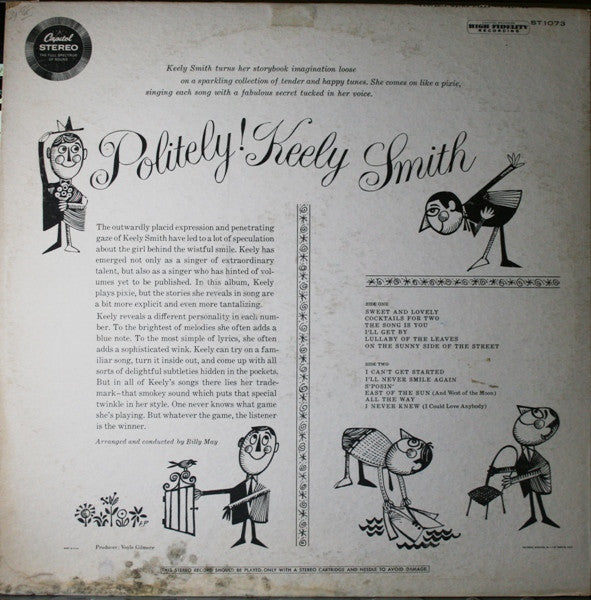 Capitol
STEREO
THE FULL SPECTRUM
OF SOUND
HIGH FIDELITY
RECORDING
ST1073
Keely Smith turns her storybook imagination loose
on a sparkling collection of tender and happy tunes. She comes on like a pixie,
singing each song with a fabulous secret tucked in her voice.
Politely! Keely Smith
The outwardly placid expression and penetrating
gaze of Keely Smith have led to a lot of speculation
about the girl behind the wistful smile. Keely has
emerged not only as a singer of extraordinary
talent, but also as a singer who has hinted of vol-
umes yet to be published. In this album, Keely
plays pixie, but the stories she reveals in song are
a bit more explicit and even more tantalizing.
Keely reveals a different personality in each num-
ber. To the brightest of melodies she often adds a
blue note. To the most simple of lyrics, she often
adds a sophisticated wink. Keely can try on a fam-
iliar song, turn it inside out, and come up with all
sorts of delightful subtleties hidden in the pockets.
But in all of Keely's songs there lies her trade-
mark—that smokey sound which puts that special
twinkle in her style. One never knows what game
she's playing. But whatever the game, the listener
is the winner.
Arranged and conducted by Billy May
SIDE ONE
SWEET AND LOVELY
COCKTAILS FOR TWO
THE SONG IS YOU
I'LL GET BY
LULLABY OF THE LEAVES
ON THE SUNNY SIDE OF THE STREET
SIDE TWO
I CAN'T GET STARTED
I'LL NEVER SMILE AGAIN
S'POSIN'
EAST OF THE SUN (And West of the Moon)
ALL THE WAY
I NEVER KNEW (I Could Love Anybody)
Producer: Voyle Gilmore
THIS STEREO RECORD SHOULD BE PLAYED ONLY WITH A STEREO CARTRIDGE AND NEEDLE TO AVOID DAMAGE.